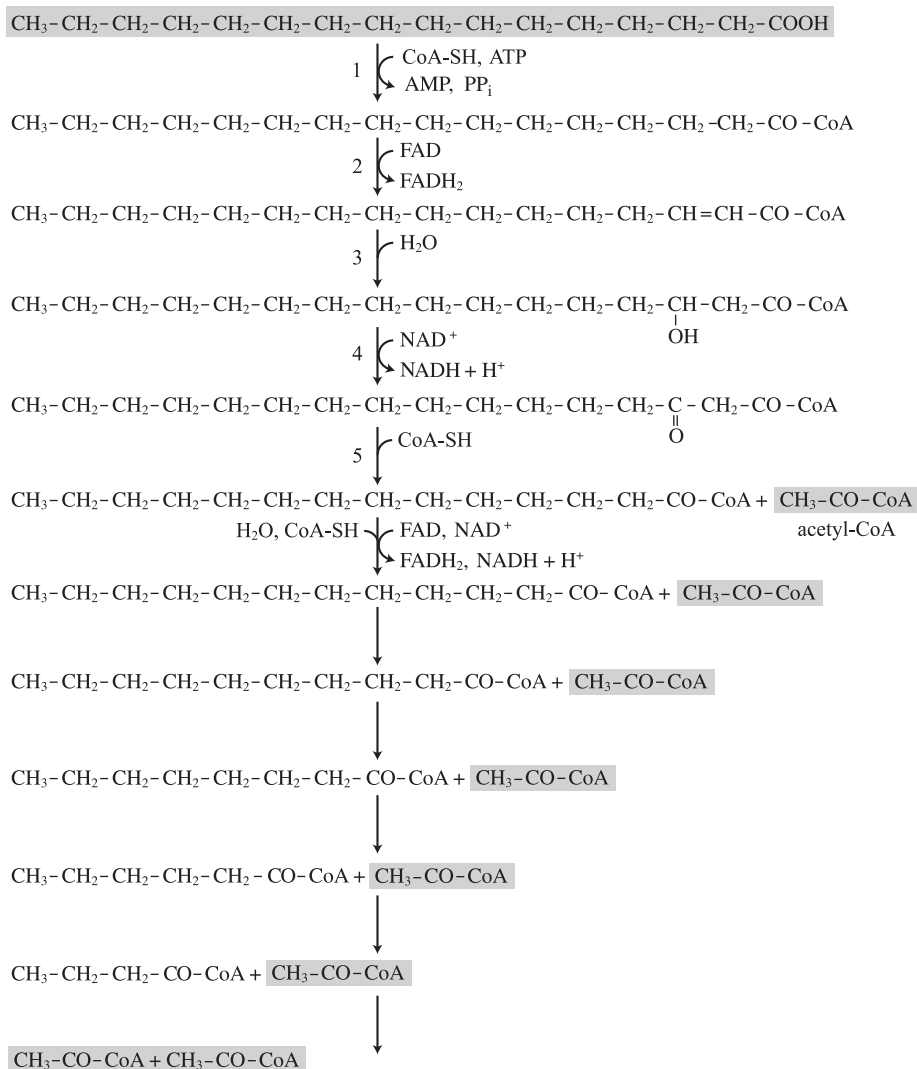 CH₃–CH₂–CH₂–CH₂–CH₂–CH₂–CH₂–CH₂–CH₂–CH₂–CH₂–CH₂–CH₂–CH₂–CH₂–COOH
1 CoA-SH, ATP
AMP, PPᵢ
CH₃–CH₂–CH₂–CH₂–CH₂–CH₂–CH₂–CH₂–CH₂–CH₂–CH₂–CH₂–CH₂–CH₂–CH₂–CO–CoA
2 FAD
FADH₂
CH₃–CH₂–CH₂–CH₂–CH₂–CH₂–CH₂–CH₂–CH₂–CH₂–CH₂–CH₂–CH₂–CH=CH–CO–CoA
3 H₂O
CH₃–CH₂–CH₂–CH₂–CH₂–CH₂–CH₂–CH₂–CH₂–CH₂–CH₂–CH₂–CH₂–CH–CH₂–CO–CoA
OH
4 NAD⁺
NADH + H⁺
CH₃–CH₂–CH₂–CH₂–CH₂–CH₂–CH₂–CH₂–CH₂–CH₂–CH₂–CH₂–CH₂–C–CH₂–CO–CoA
O
5 CoA-SH
CH₃–CH₂–CH₂–CH₂–CH₂–CH₂–CH₂–CH₂–CH₂–CH₂–CH₂–CH₂–CH₂–CO–CoA + CH₃–CO–CoA
acetyl-CoA
H₂O, CoA-SH FAD, NAD⁺
FADH₂, NADH + H⁺
CH₃–CH₂–CH₂–CH₂–CH₂–CH₂–CH₂–CH₂–CH₂–CH₂–CH₂–CO–CoA + CH₃–CO–CoA
CH₃–CH₂–CH₂–CH₂–CH₂–CH₂–CH₂–CH₂–CH₂–CO–CoA + CH₃–CO–CoA
CH₃–CH₂–CH₂–CH₂–CH₂–CH₂–CH₂–CO–CoA + CH₃–CO–CoA
CH₃–CH₂–CH₂–CH₂–CH₂–CO–CoA + CH₃–CO–CoA
CH₃–CH₂–CH₂–CO–CoA + CH₃–CO–CoA
CH₃–CO–CoA + CH₃–CO–CoA